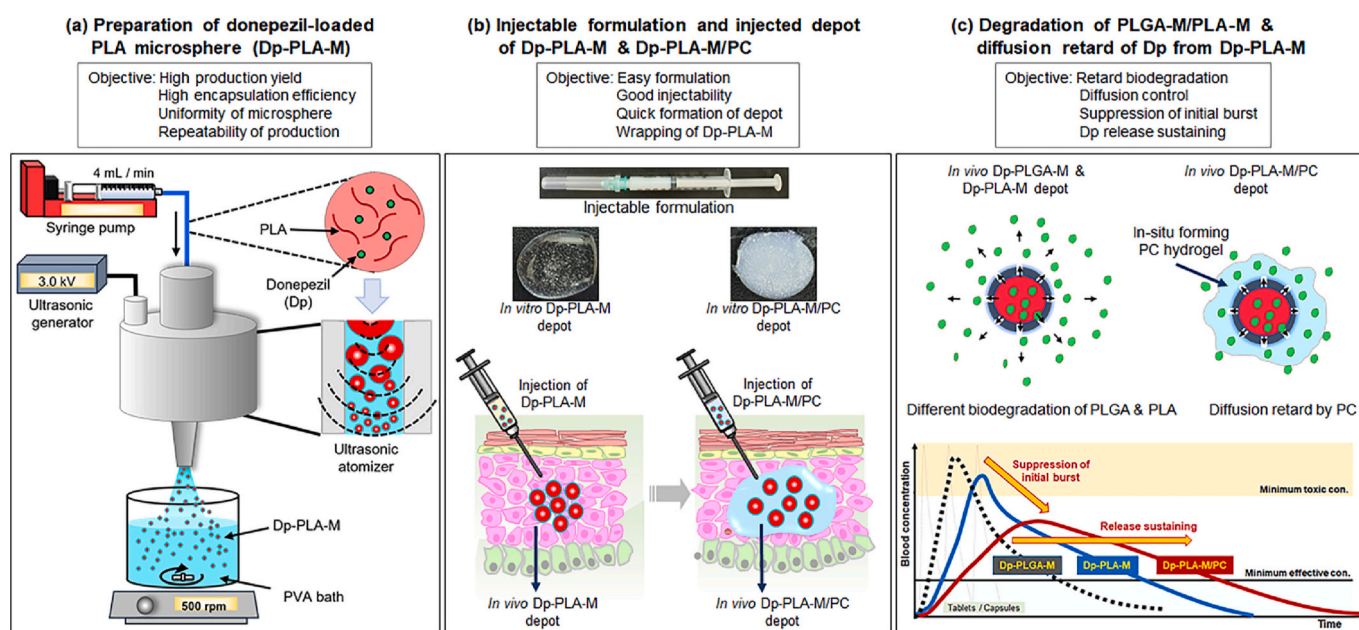 (a) Preparation of donepezil-loaded
PLA microsphere (Dp-PLA-M)
Objective: High production yield
High encapsulation efficiency
Uniformity of microsphere
Repeatability of production
4 mL / min
Syringe pump
PLA
3.0 kV
Ultrasonic
generator
Donepezil
(Dp)
Ultrasonic
atomizer
Dp-PLA-M
PVA bath
500 rpm
(b) Injectable formulation and injected depot
of Dp-PLA-M & Dp-PLA-M/PC
Objective: Easy formulation
Good injectability
Quick formation of depot
Wrapping of Dp-PLA-M
Injectable formulation
In vitro Dp-PLA-M
depot
In vitro Dp-PLA-M/PC
depot
Injection of
Dp-PLA-M
Injection of
Dp-PLA-M/PC
In vivo Dp-PLA-M
depot
In vivo Dp-PLA-M/PC
depot
(c) Degradation of PLGA-M/PLA-M &
diffusion retard of Dp from Dp-PLA-M
Objective: Retard biodegradation
Diffusion control
Suppression of initial burst
Dp release sustaining
In vivo Dp-PLGA-M &
Dp-PLA-M depot
In vivo Dp-PLA-M/PC
depot
In-situ forming
PC hydrogel
Different biodegradation of PLGA & PLA
Diffusion retard by PC
Blood concentration
Suppression of
initial burst
Minimum toxic con.
Release sustaining
Dp-PLGA-M
Dp-PLA-M
Dp-PLA-M/PC
Minimum effective con.
Tablets / Capsules
Time